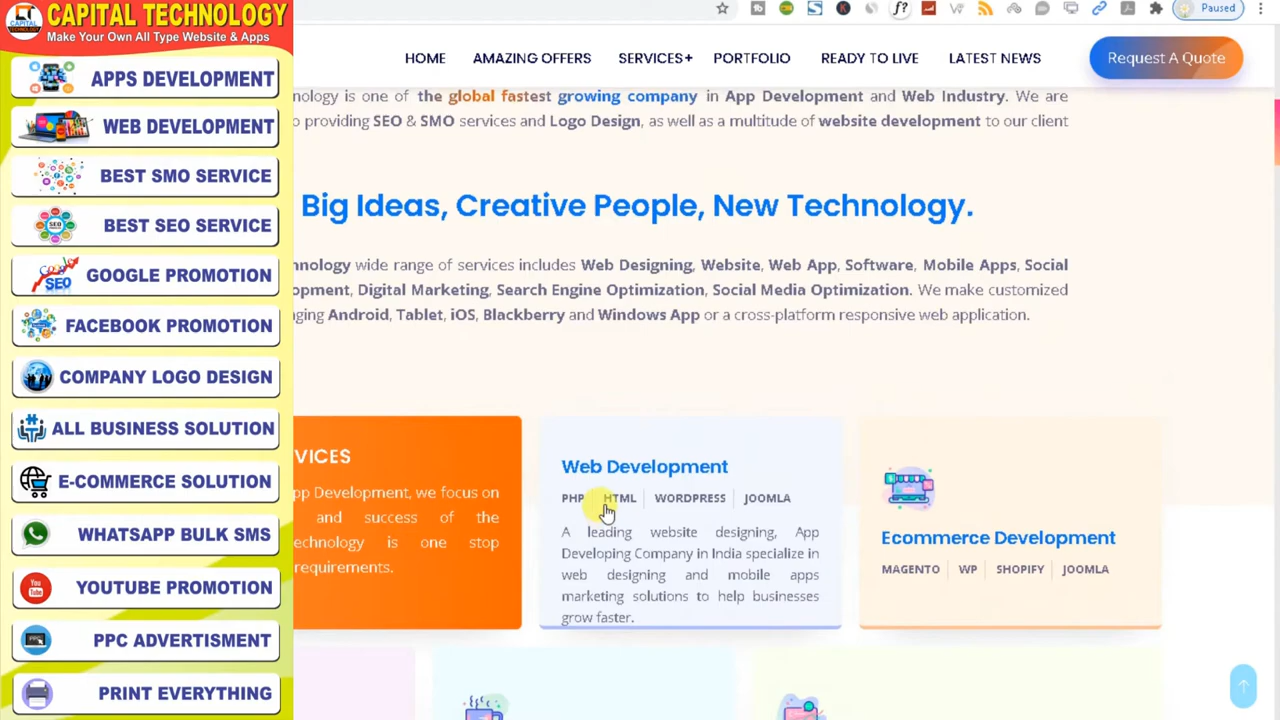 CAPITAL TECHNOLOGY
Make Your Own All Type Website & Apps
APPS DEVELOPMENT
WEB DEVELOPMENT
BEST SMO SERVICE
BEST SEO SERVICE
GOOGLE PROMOTION
FACEBOOK PROMOTION
COMPANY LOGO DESIGN
ALL BUSINESS SOLUTION
E-COMMERCE SOLUTION
WHATSAPP BULK SMS
YOUTUBE PROMOTION
PPC ADVERTISMENT
PRINT EVERYTHING
Paused
HOME AMAZING OFFERS SERVICES+ PORTFOLIO READY TO LIVE LATEST NEWS Request A Quote
nology is one of the global fastest growing company in App Development and Web Industry. We are
o providing SEO & SMO services and Logo Design, as well as a multitude of website development to our client
Big Ideas, Creative People, New Technology.
hnology wide range of services includes Web Designing, Website, Web App, Software, Mobile Apps, Social
opment, Digital Marketing, Search Engine Optimization, Social Media Optimization. We make customized
nging Android, Tablet, iOS, Blackberry and Windows App or a cross-platform responsive web application.
VICES
pp Development, we focus on
and success of the
echnology is one stop
requirements.
Web Development
PHP HTML WORDPRESS JOOMLA
A leading website designing, App
Developing Company in India specialize in
web designing and mobile apps
marketing solutions to help businesses
grow faster.
Ecommerce Development
MAGENTO WP SHOPIFY JOOMLA